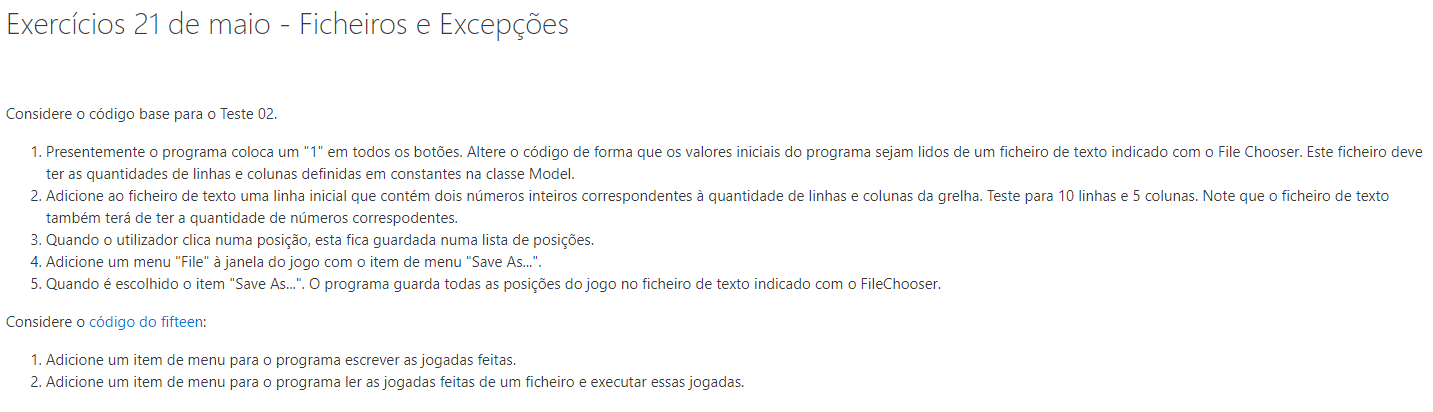 Exercícios 21 de maio - Ficheiros e Excepções
Considere o código base para o Teste 02.
1. Presentemente o programa coloca um "1" em todos os botões. Altere o código de forma que os valores iniciais do programa sejam lidos de um ficheiro de texto indicado com o File Chooser. Este ficheiro deve
ter as quantidades de linhas e colunas definidas em constantes na classe Model.
2. Adicione ao ficheiro de texto uma linha inicial que contém dois números inteiros correspondentes à quantidade de linhas e colunas da grelha. Teste para 10 linhas e 5 colunas. Note que o ficheiro de texto
também terá de ter a quantidade de números correspodentes.
3. Quando o utilizador clica numa posição, esta fica guardada numa lista de posições.
4. Adicione um menu "File" à janela do jogo com o item de menu "Save As...".
5. Quando é escolhido o item "Save As...". O programa guarda todas as posições do jogo no ficheiro de texto indicado com o FileChooser.
Considere o código do fifteen:
1. Adicione um item de menu para o programa escrever as jogadas feitas.
2. Adicione um item de menu para o programa ler as jogadas feitas de um ficheiro e executar essas jogadas.